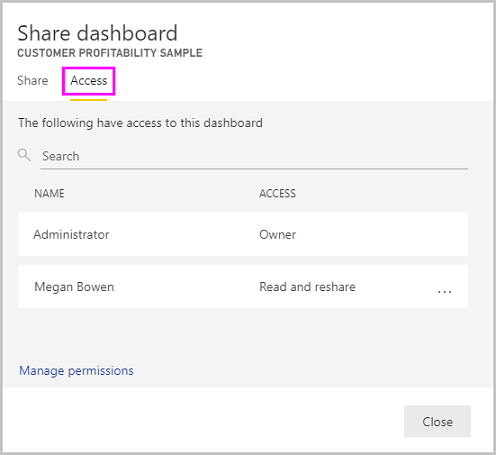 Share dashboard
CUSTOMER PROFITABILITY SAMPLE
Share Access
The following have access to this dashboard
Search
NAME ACCESS
Administrator Owner
Megan Bowen Read and reshare ...
Manage permissions
Close